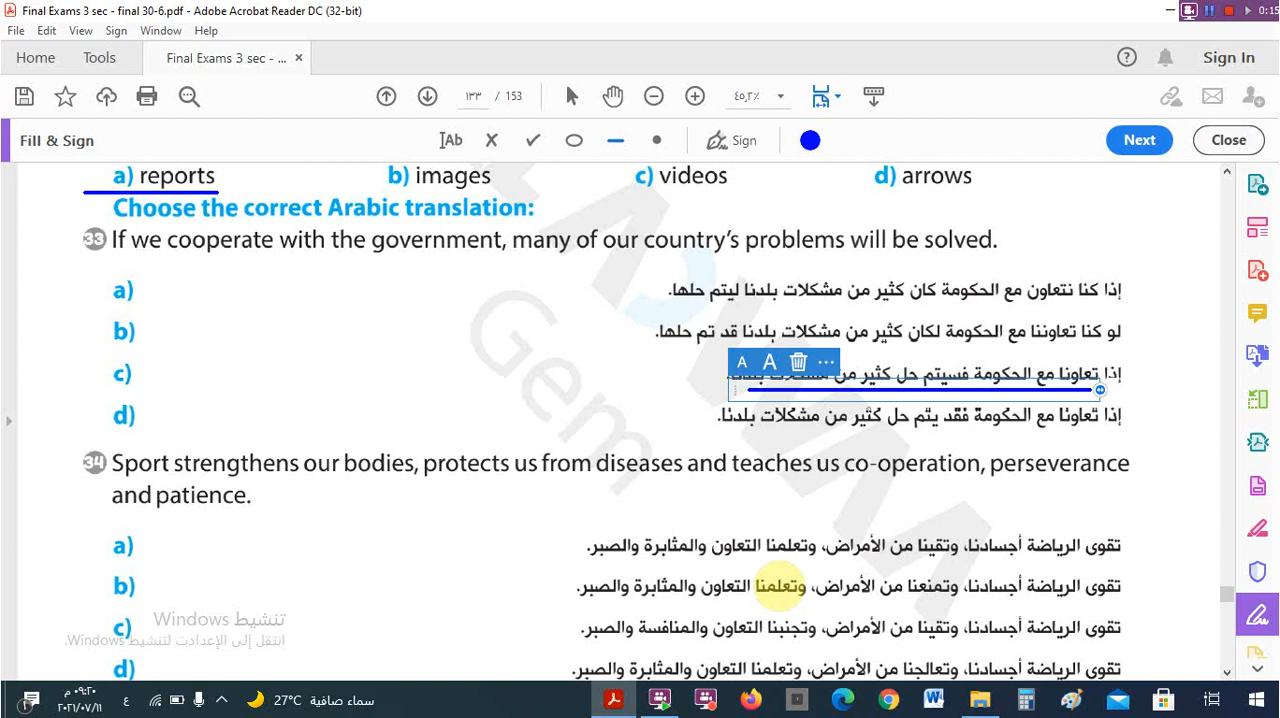 Final Exams 3 sec - final 30-6.pdf - Adobe Acrobat Reader DC (32-bit)
0:15
File Edit View Sign Window Help
Home Tools Final Exams 3 sec - ... × Sign In
١٣٣ / 153 ٤٥,٢٪
Fill & Sign Ab Sign Next Close
a) reports b) images c) videos d) arrows
Choose the correct Arabic translation:
33 If we cooperate with the government, many of our country's problems will be solved.
a) إذا كنا نتعاون مع الحكومة كان كثير من مشكلات بلدنا ليتم حلها.
b) لو كنا تعاوننا مع الحكومة لكان كثير من مشكلات بلدنا قد تم حلها.
A A ...
c) إذا تعاونا مع الحكومة فسيتم حل كثير من مشكلات بلدنا.
d) إذا تعاونا مع الحكومة فقد يتم حل كثير من مشكلات بلدنا.
34 Sport strengthens our bodies, protects us from diseases and teaches us co-operation, perseverance
and patience.
a) تقوى الرياضة أجسادنا، وتقينا من الأمراض، وتعلمنا التعاون والمثابرة والصبر.
b) تقوى الرياضة أجسادنا، وتمنعنا من الأمراض، وتعلمنا التعاون والمثابرة والصبر.
c) تقوى الرياضة أجسادنا، وتقينا من الأمراض، وتجنبنا التعاون والمنافسة والصبر.
d) تقوى الرياضة أجسادنا، وتعالجنا من الأمراض، وتعلمنا التعاون والمثابرة والصبر.
Gem
تنشيط Windows
انتقل إلى الإعدادت لتنشيط Windows.
٠٩:٢٠ م
٢٠٢١/٠٧/١١
ع
27°C سماء صافية